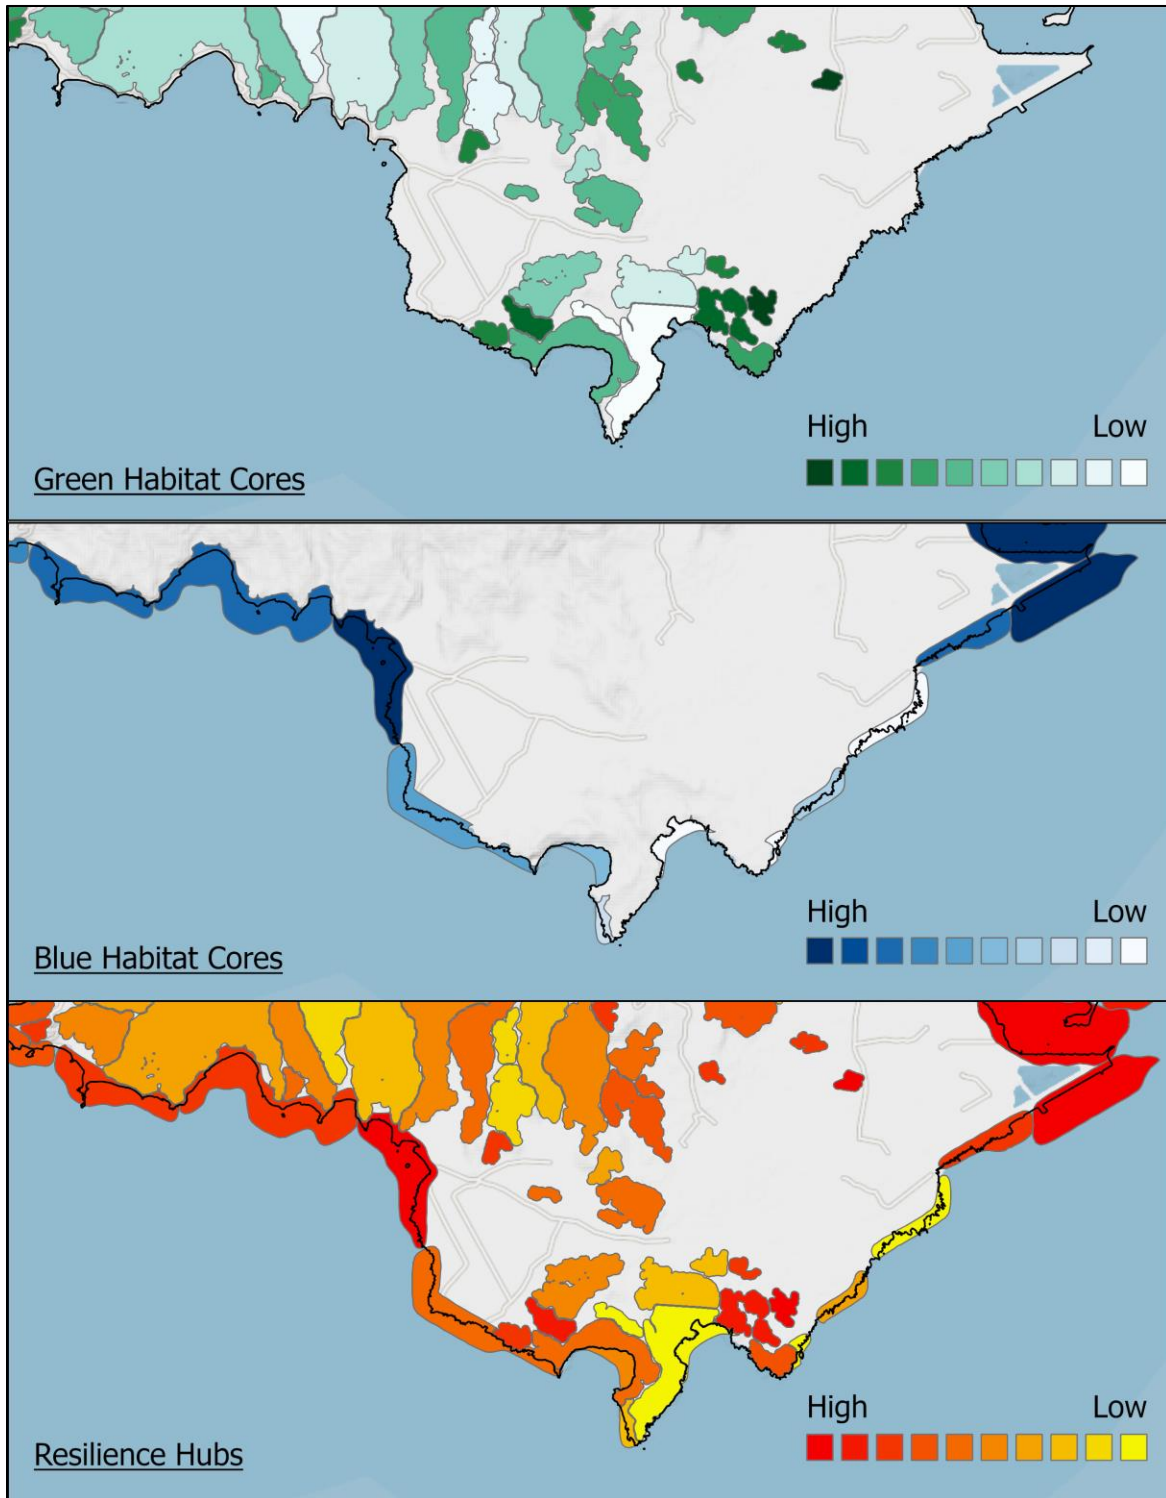 High Low
Green Habitat Cores
High Low
Blue Habitat Cores
High Low
Resilience Hubs